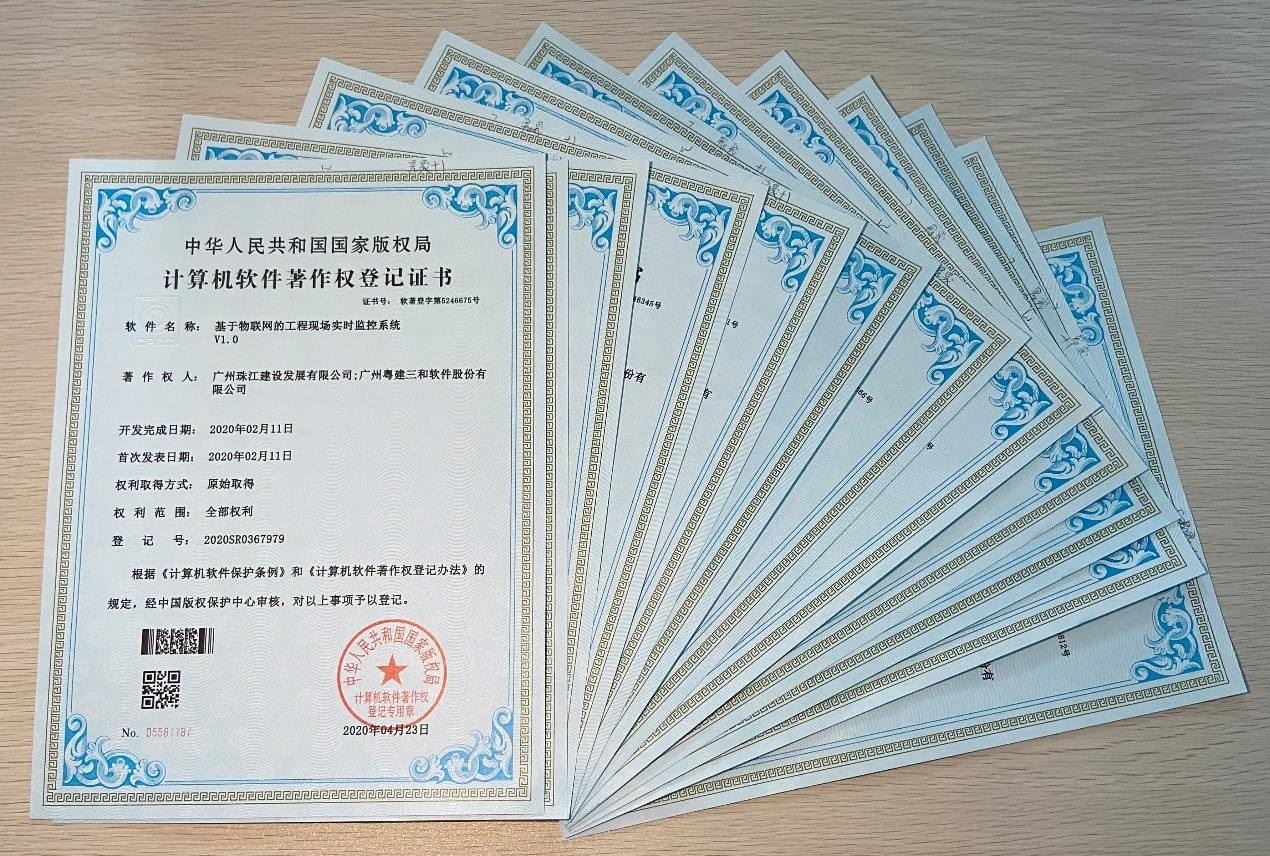 中华人民共和国国家版权局
计算机软件著作权登记证书
证书号： 软著登字第5246675号
软件名称： 基于物联网的工程现场实时监控系统
V1.0
著作权人： 广州珠江建设发展有限公司;广州粤建三和软件股份有
限公司
开发完成日期： 2020年02月11日
首次发表日期： 2020年02月11日
权利取得方式： 原始取得
权利范围： 全部权利
登记号： 2020SR0367979
根据《计算机软件保护条例》和《计算机软件著作权登记办法》的
规定，经中国版权保护中心审核，对以上事项予以登记。
中华人民共和国国家版权局
计算机软件著作权
登记专用章
No. 05581787
2020年04月23日
6345号
1号
份有
有
66号
号
812号
份有